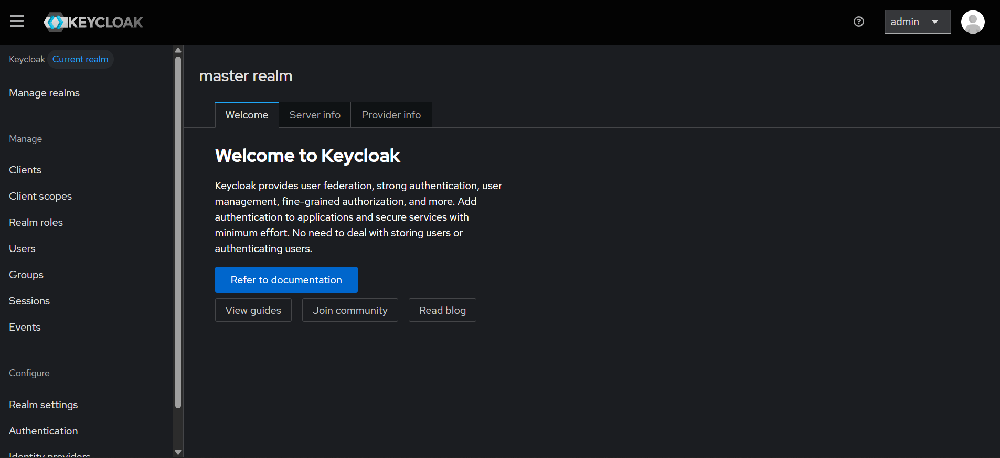 KEYCLOAK
admin
Keycloak Current realm
Manage realms
Manage
Clients
Client scopes
Realm roles
Users
Groups
Sessions
Events
Configure
Realm settings
Authentication
Identity providers
master realm
Welcome
Server info
Provider info
Welcome to Keycloak
Keycloak provides user federation, strong authentication, user
management, fine-grained authorization, and more. Add
authentication to applications and secure services with
minimum effort. No need to deal with storing users or
authenticating users.
Refer to documentation
View guides
Join community
Read blog